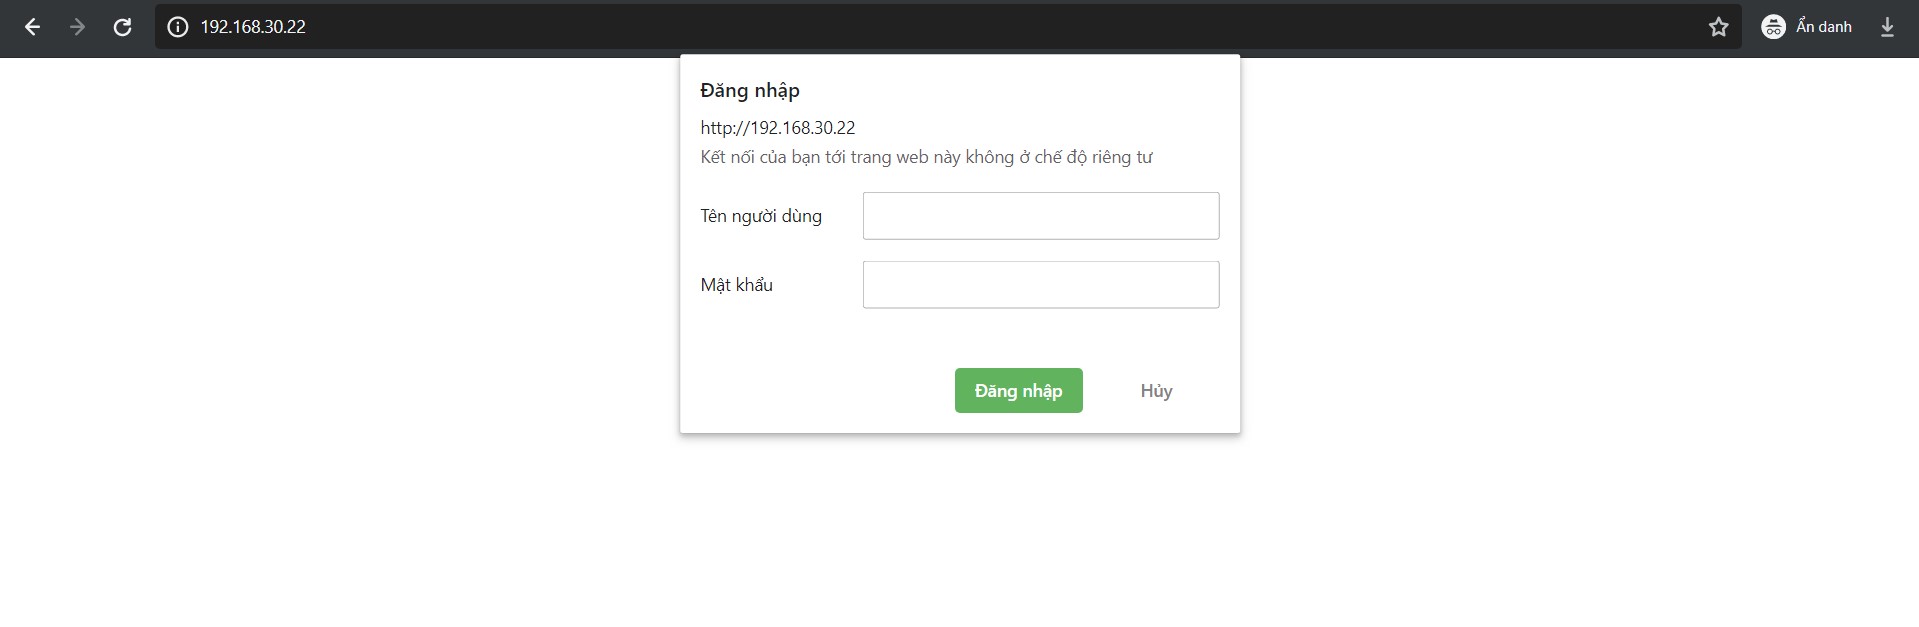 192.168.30.22
Ẩn danh
Đăng nhập
http://192.168.30.22
Kết nối của bạn tới trang web này không ở chế độ riêng tư
Tên người dùng
Mật khẩu
Đăng nhập
Hủy